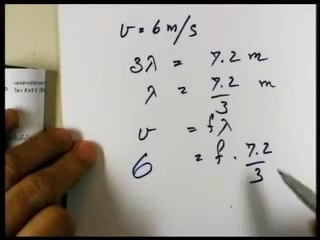 v = 6 m/s
3λ = 7.2 m
λ = 7.2/3 m
v = fλ
6 = f · 7.2/3